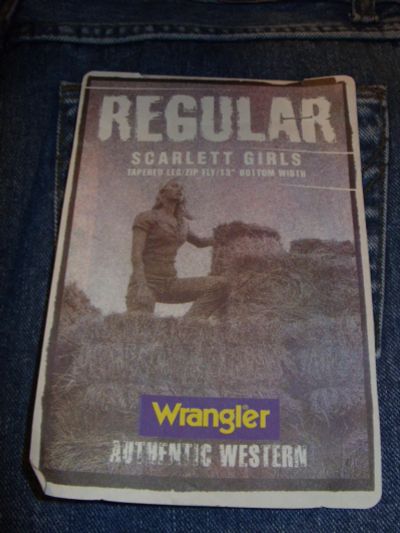 REGULAR
SCARLETT GIRLS
TAPERED LEG/ZIP FLY/13" BOTTOM WIDTH
Wrangler
AUTHENTIC WESTERN